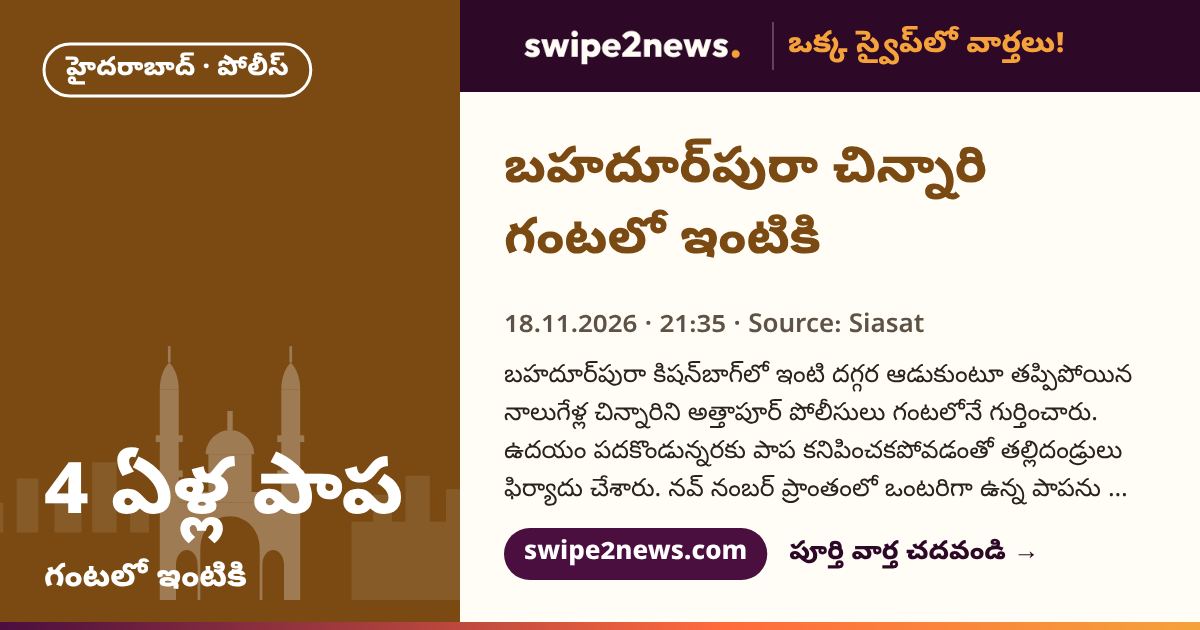 హైదరాబాద్ · పోలీస్
4 ఏళ్ల పాప
గంటలో ఇంటికి
swipe2news.
ఒక్క స్వైప్‌లో వార్తలు!
బహదూర్‌పురా చిన్నారి
గంటలో ఇంటికి
18.11.2026 · 21:35 · Source: Siasat
బహదూర్‌పురా కిషన్‌బాగ్‌లో ఇంటి దగ్గర ఆడుకుంటూ తప్పిపోయిన
నాలుగేళ్ల చిన్నారిని అత్తాపూర్ పోలీసులు గంటలోనే గుర్తించారు.
ఉదయం పదకొండున్నరకు పాప కనిపించకపోవడంతో తల్లిదండ్రులు
ఫిర్యాదు చేశారు. నవ్ నంబర్ ప్రాంతంలో ఒంటరిగా ఉన్న పాపను ...
swipe2news.com
పూర్తి వార్త చదవండి →